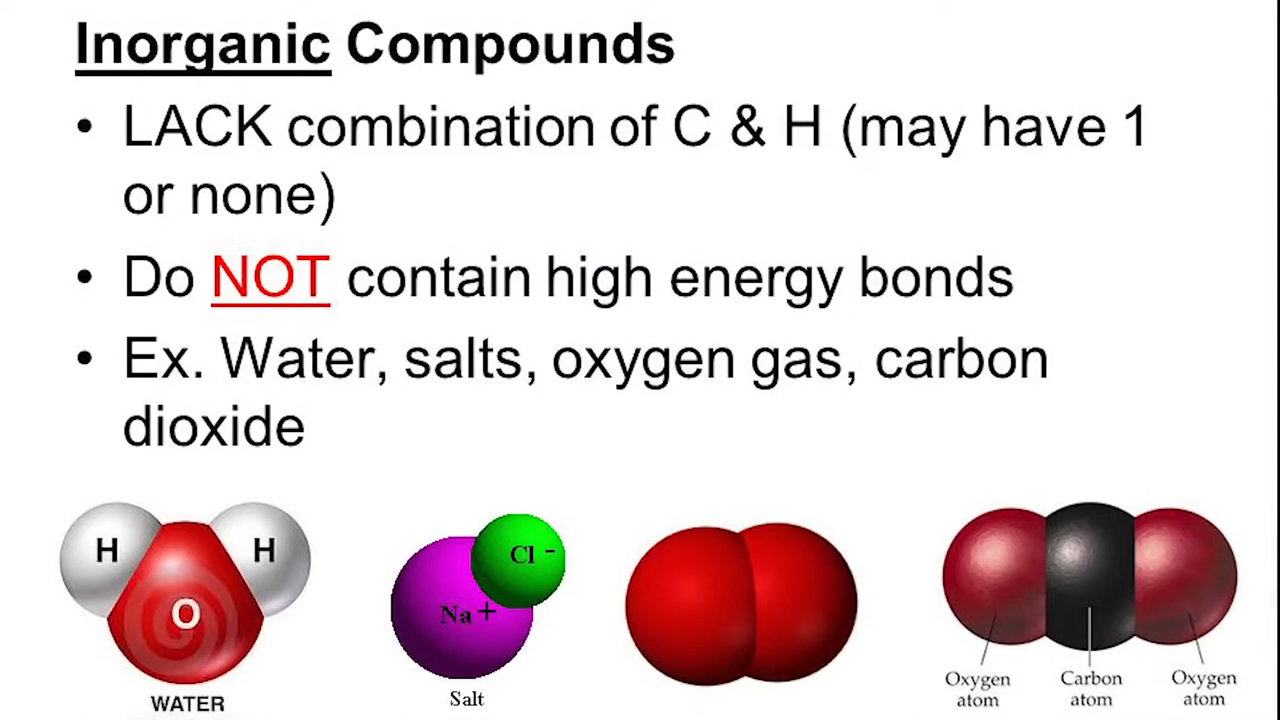 Inorganic Compounds
• LACK combination of C & H (may have 1
or none)
• Do NOT contain high energy bonds
• Ex. Water, salts, oxygen gas, carbon
dioxide
H H
O
WATER
Cl -
Na +
Salt
Oxygen
atom
Carbon
atom
Oxygen
atom